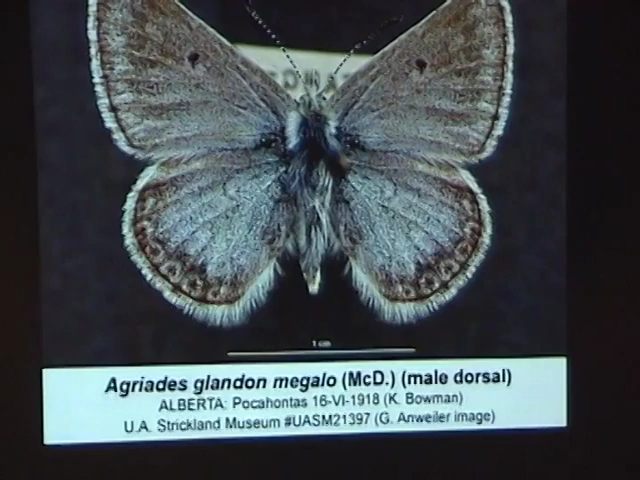 1 cm
Agriades glandon megalo (McD.) (male dorsal)
ALBERTA: Pocahontas 16-VI-1918 (K. Bowman)
U.A. Strickland Museum #UASM21397 (G. Anweiler image)